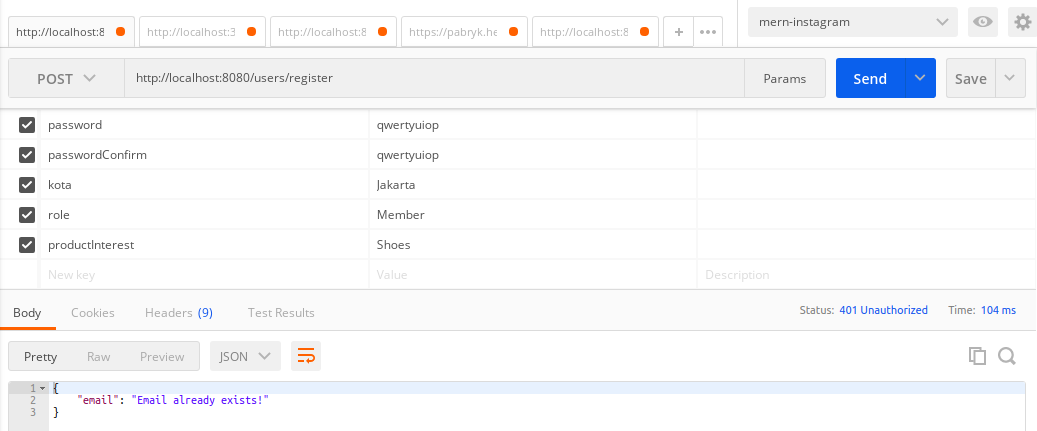 http://localhost:8 http://localhost:3 http://localhost:8 https://pabryk.he http://localhost:8 + ••• mern-instagram
POST http://localhost:8080/users/register Params Send Save
password qwertyuiop
passwordConfirm qwertyuiop
kota Jakarta
role Member
productInterest Shoes
New key Value Description
Body Cookies Headers (9) Test Results Status: 401 Unauthorized Time: 104 ms
Pretty Raw Preview JSON
1 {
2 "email": "Email already exists!"
3 }